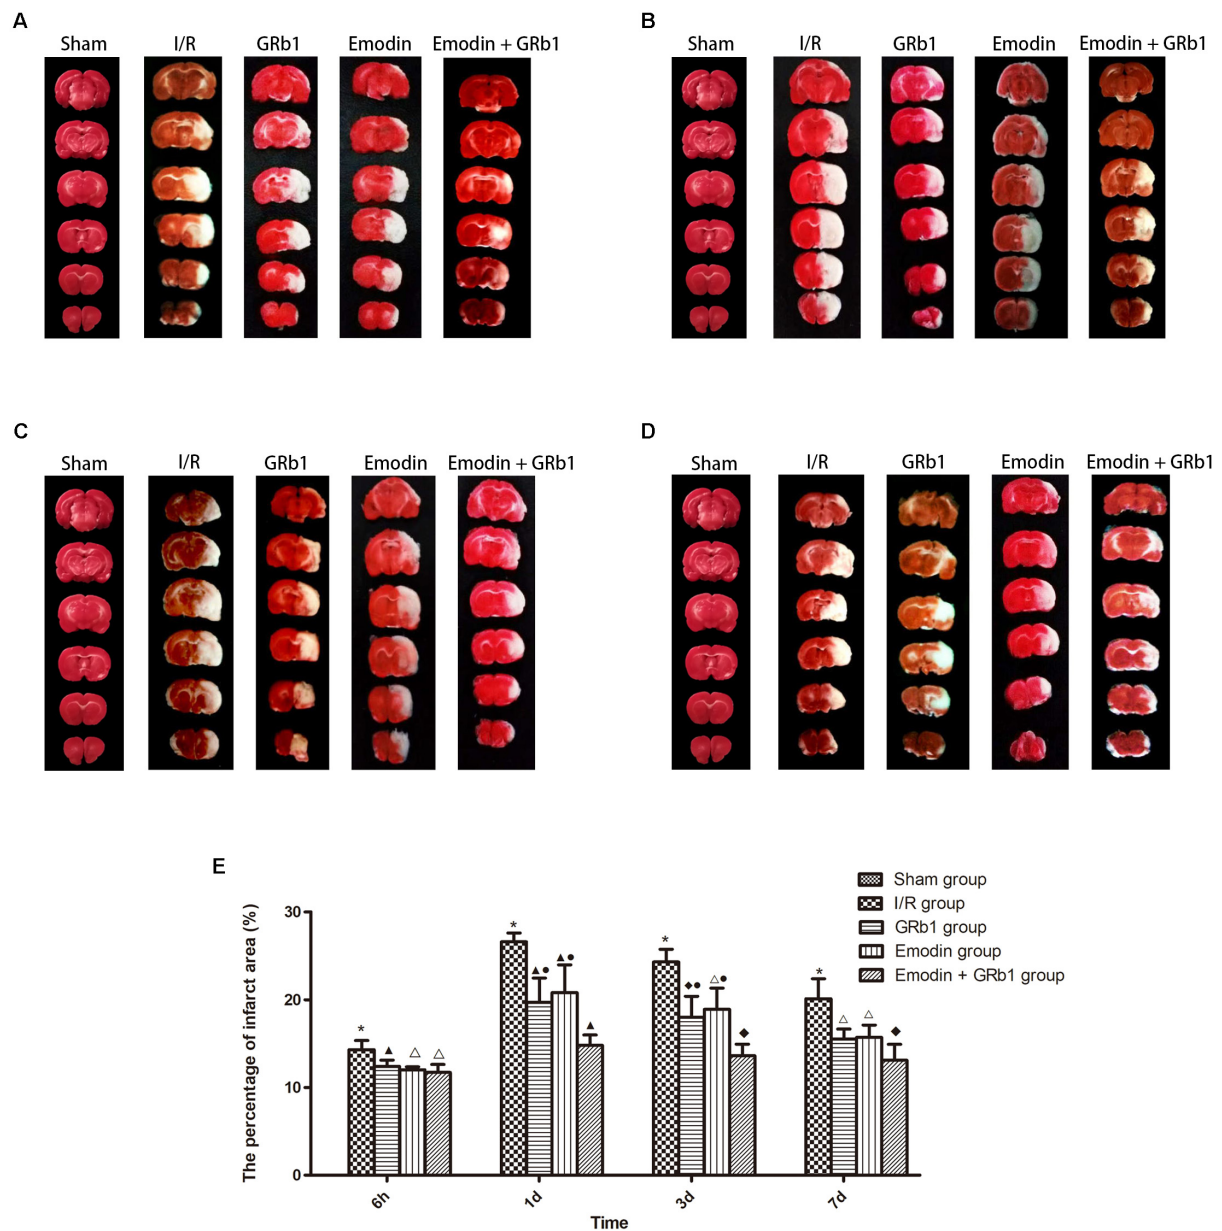 A
Sham I/R GRb1 Emodin Emodin + GRb1
B
Sham I/R GRb1 Emodin Emodin + GRb1
C
Sham I/R GRb1 Emodin Emodin + GRb1
D
Sham I/R GRb1 Emodin Emodin + GRb1
E
Sham group
I/R group
GRb1 group
Emodin group
Emodin + GRb1 group
The percentage of infarct area (%)
30
20
10
0
* ▲ △ △
* ▲● ▲● ▲
* ◆● △● ◆
* △ △ ◆
6h 1d 3d 7d
Time